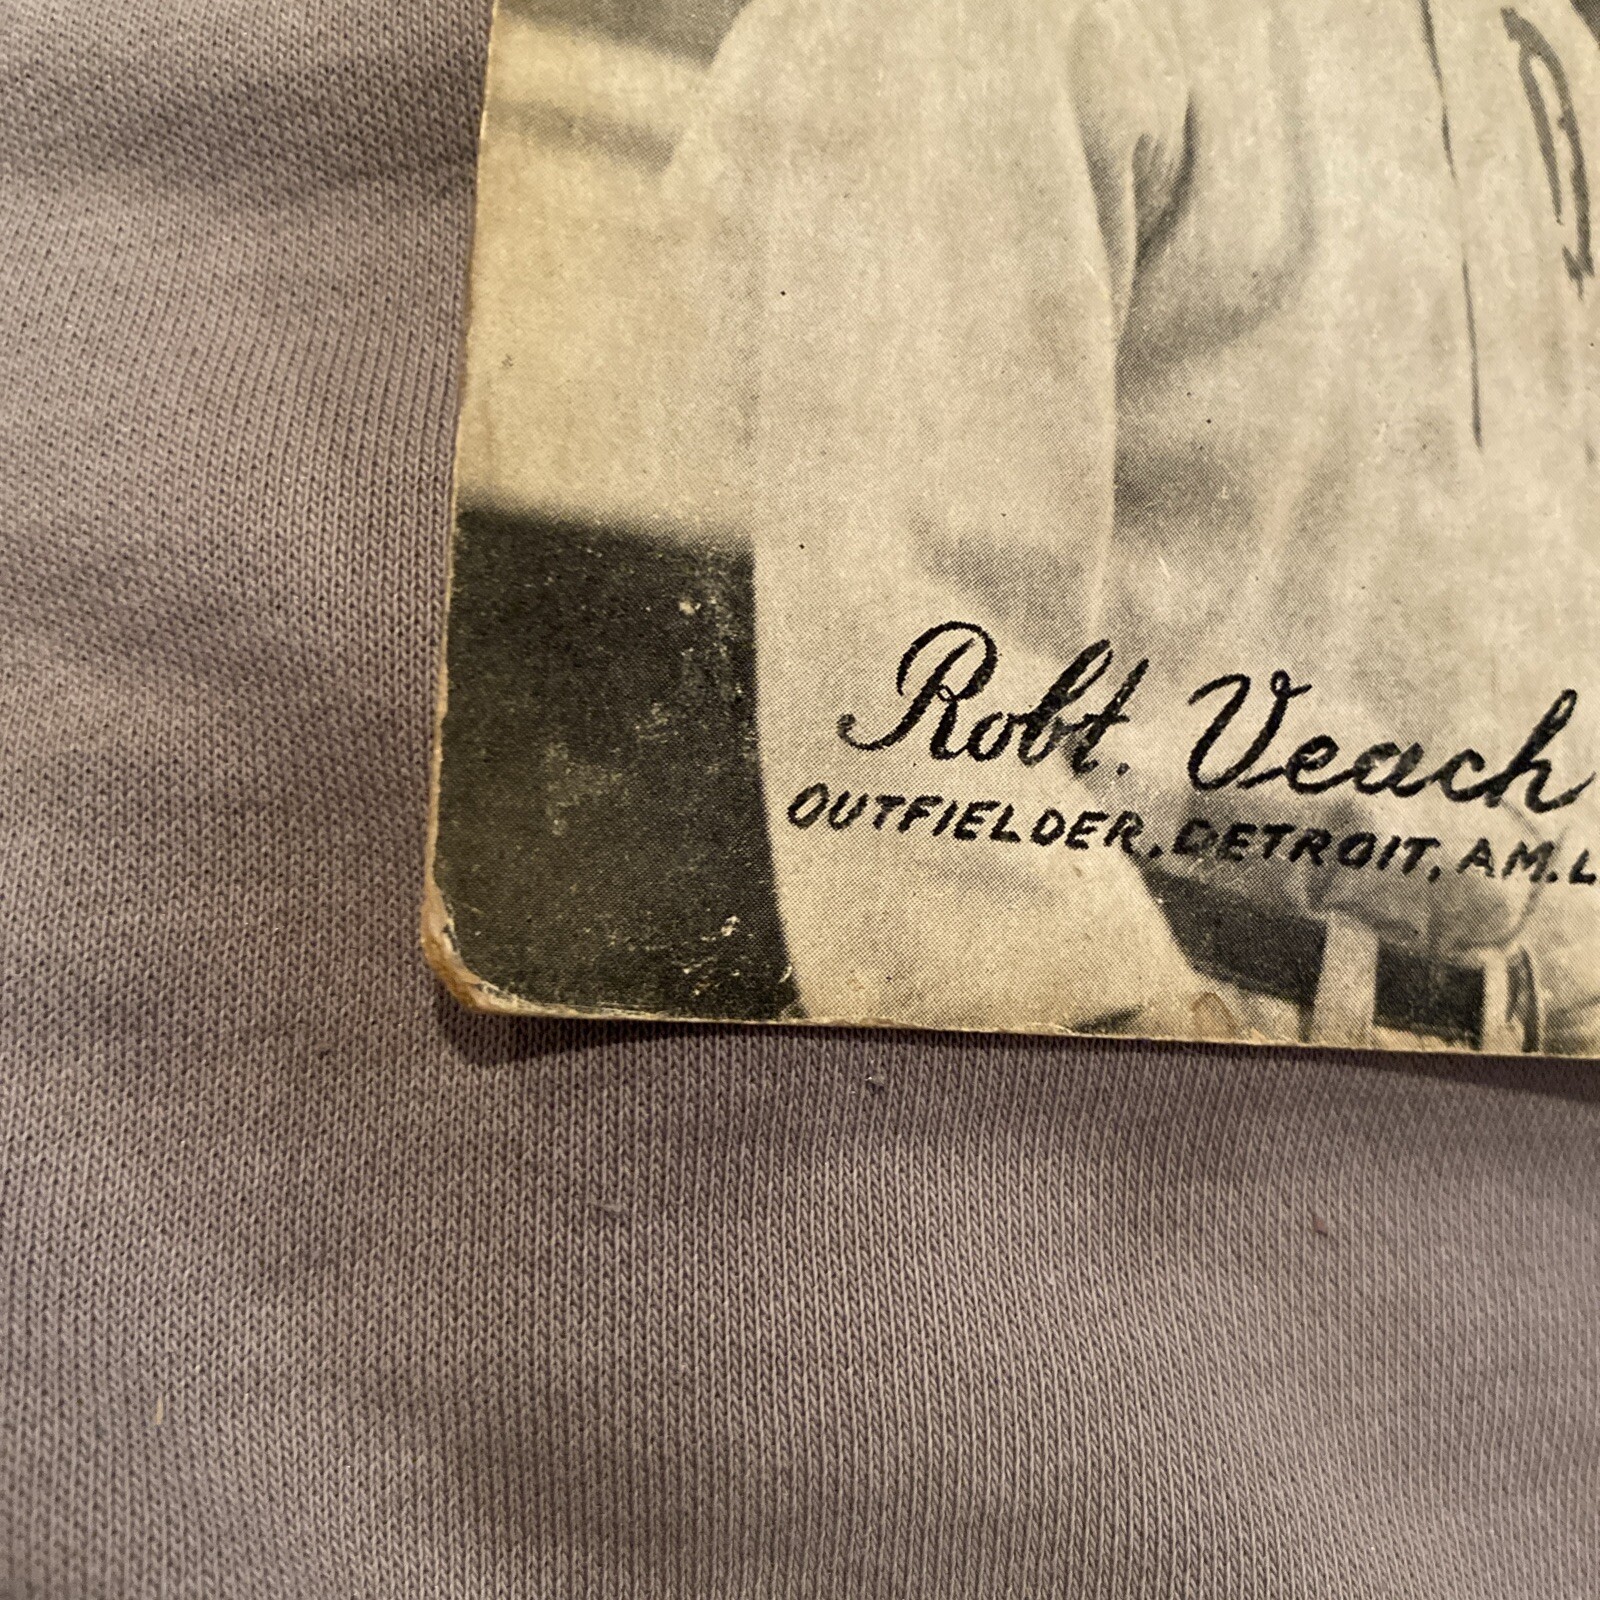 Robt. Veach
OUTFIELDER, DETROIT, AM. L